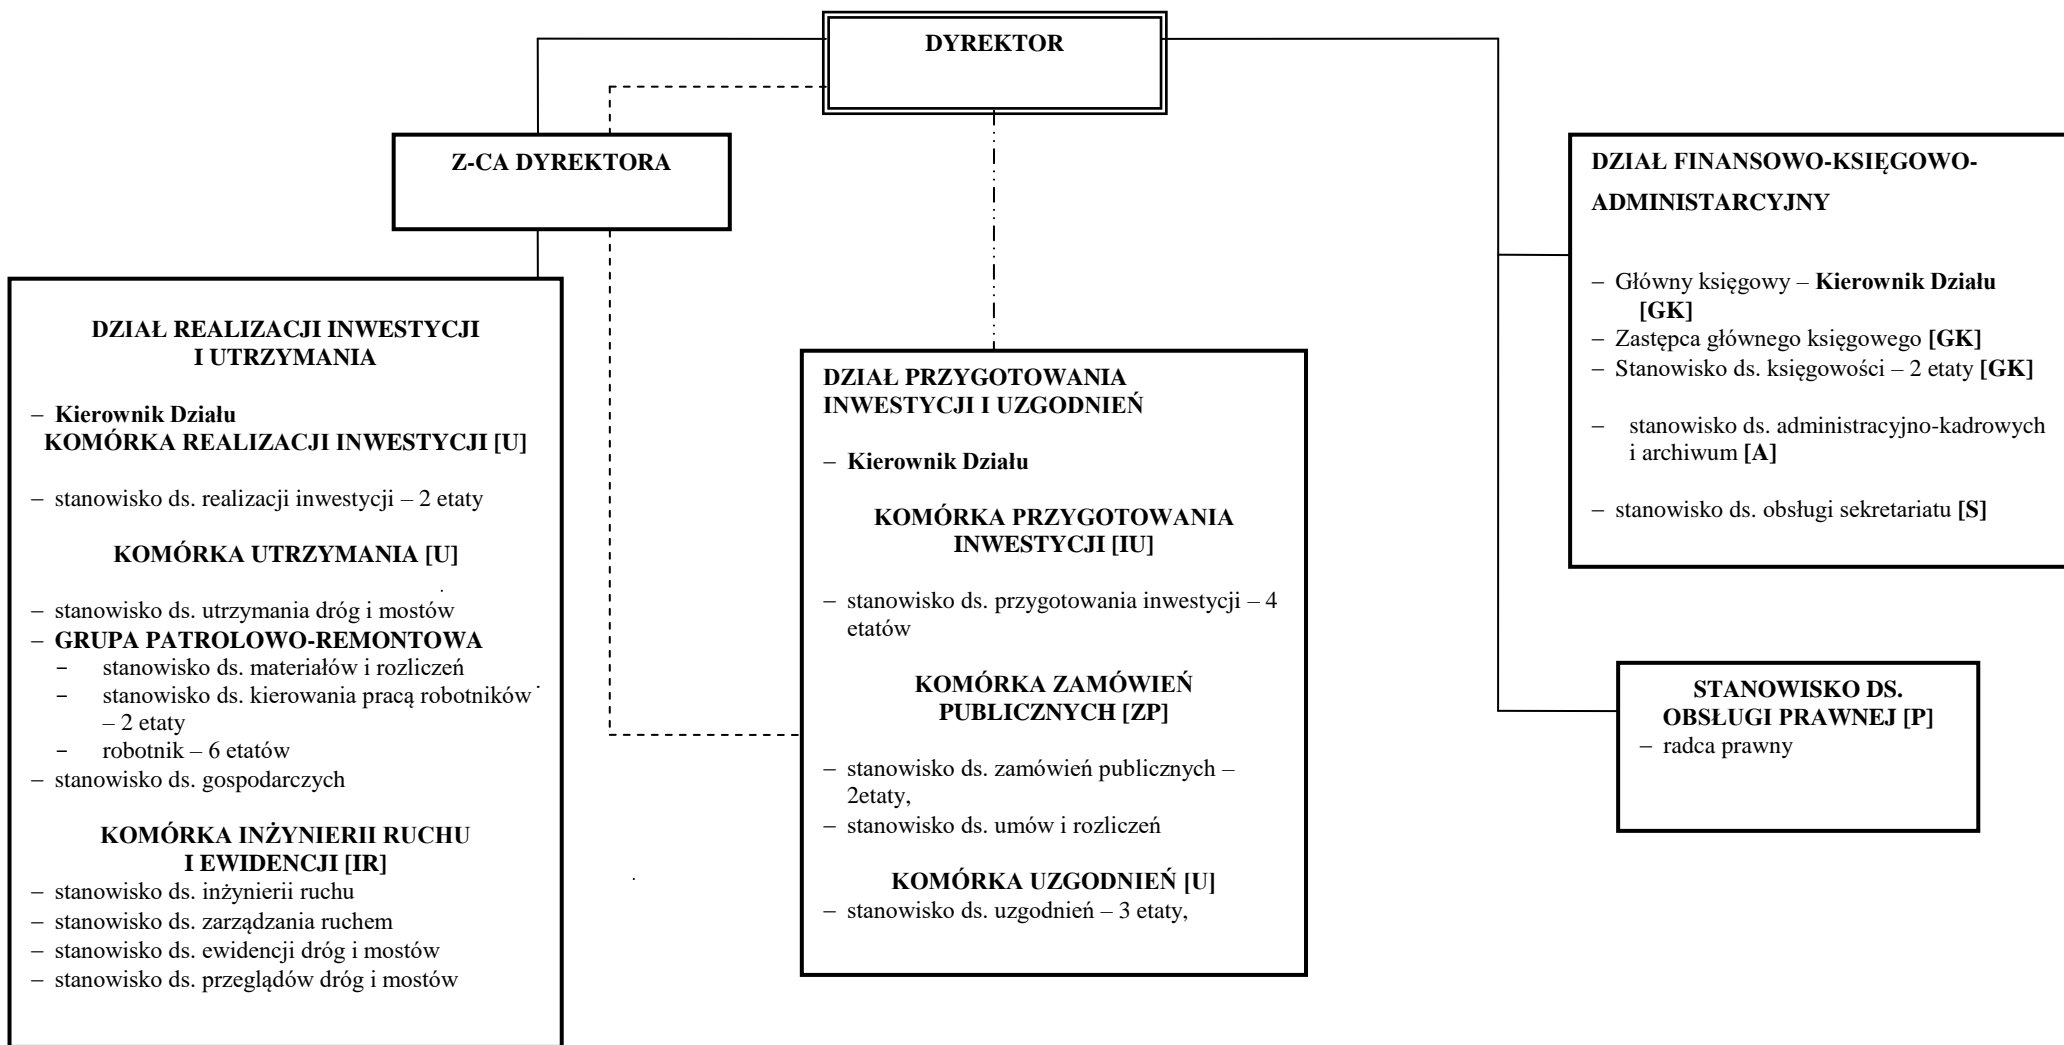 DYREKTOR
Z-CA DYREKTORA
DZIAŁ REALIZACJI INWESTYCJI
I UTRZYMANIA
– Kierownik Działu
KOMÓRKA REALIZACJI INWESTYCJI [U]
– stanowisko ds. realizacji inwestycji – 2 etaty
KOMÓRKA UTRZYMANIA [U]
– stanowisko ds. utrzymania dróg i mostów
– GRUPA PATROLOWO-REMONTOWA
- stanowisko ds. materiałów i rozliczeń
- stanowisko ds. kierowania pracą robotników
– 2 etaty
- robotnik – 6 etatów
– stanowisko ds. gospodarczych
KOMÓRKA INŻYNIERII RUCHU
I EWIDENCJI [IR]
– stanowisko ds. inżynierii ruchu
– stanowisko ds. zarządzania ruchem
– stanowisko ds. ewidencji dróg i mostów
– stanowisko ds. przeglądów dróg i mostów
DZIAŁ PRZYGOTOWANIA
INWESTYCJI I UZGODNIEŃ
– Kierownik Działu
KOMÓRKA PRZYGOTOWANIA
INWESTYCJI [IU]
– stanowisko ds. przygotowania inwestycji – 4
etatów
KOMÓRKA ZAMÓWIEŃ
PUBLICZNYCH [ZP]
– stanowisko ds. zamówień publicznych –
2etaty,
– stanowisko ds. umów i rozliczeń
KOMÓRKA UZGODNIEŃ [U]
– stanowisko ds. uzgodnień – 3 etaty,
DZIAŁ FINANSOWO-KSIĘGOWO-
ADMINISTARCYJNY
– Główny księgowy – Kierownik Działu
[GK]
– Zastępca głównego księgowego [GK]
– Stanowisko ds. księgowości – 2 etaty [GK]
– stanowisko ds. administracyjno-kadrowych
i archiwum [A]
– stanowisko ds. obsługi sekretariatu [S]
STANOWISKO DS.
OBSŁUGI PRAWNEJ [P]
– radca prawny